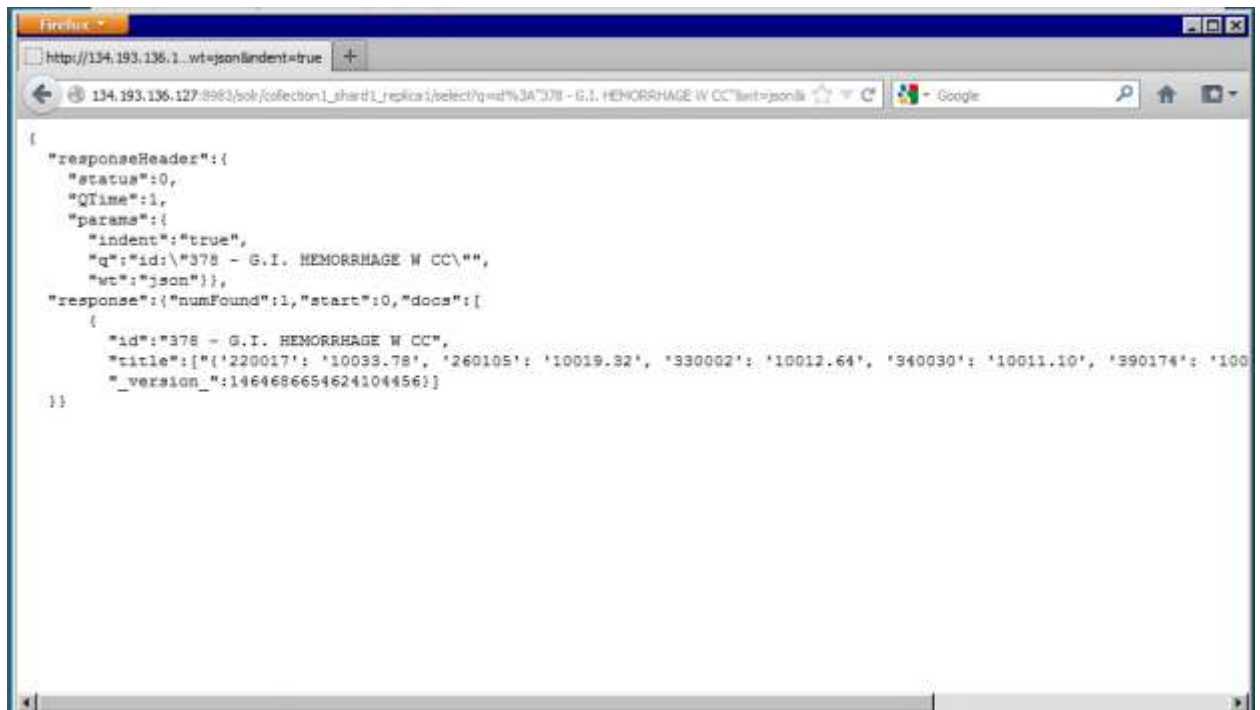 Firefox
http://134.193.136.1...wt=json&indent=true
134.193.136.127:8983/solr/collection1_shard1_replica1/select?q=id%3A"378 - G.I. HEMORRHAGE W CC"&wt=json&i
Google
{
"responseHeader":{
"status":0,
"QTime":1,
"params":{
"indent":"true",
"q":"id:\"378 - G.I. HEMORRHAGE W CC\"",
"wt":"json"}},
"response":{"numFound":1,"start":0,"docs":[
{
"id":"378 - G.I. HEMORRHAGE W CC",
"title":["{'220017': '10033.78', '260105': '10019.32', '330002': '10012.64', '340030': '10011.10', '390174': '100
"_version_":1464686654624104456}]
}}